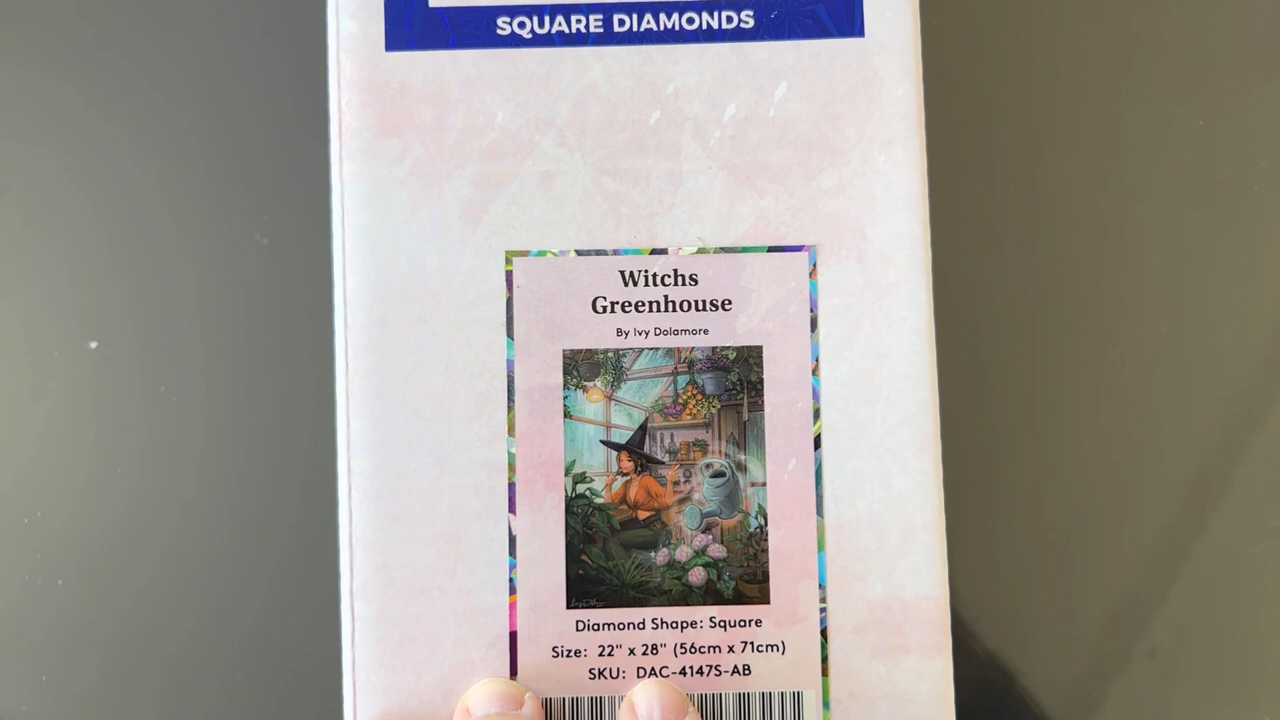 SQUARE DIAMONDS
Witchs
Greenhouse
By Ivy Dolamore
Diamond Shape: Square
Size: 22" x 28" (56cm x 71cm)
SKU: DAC-4147S-AB